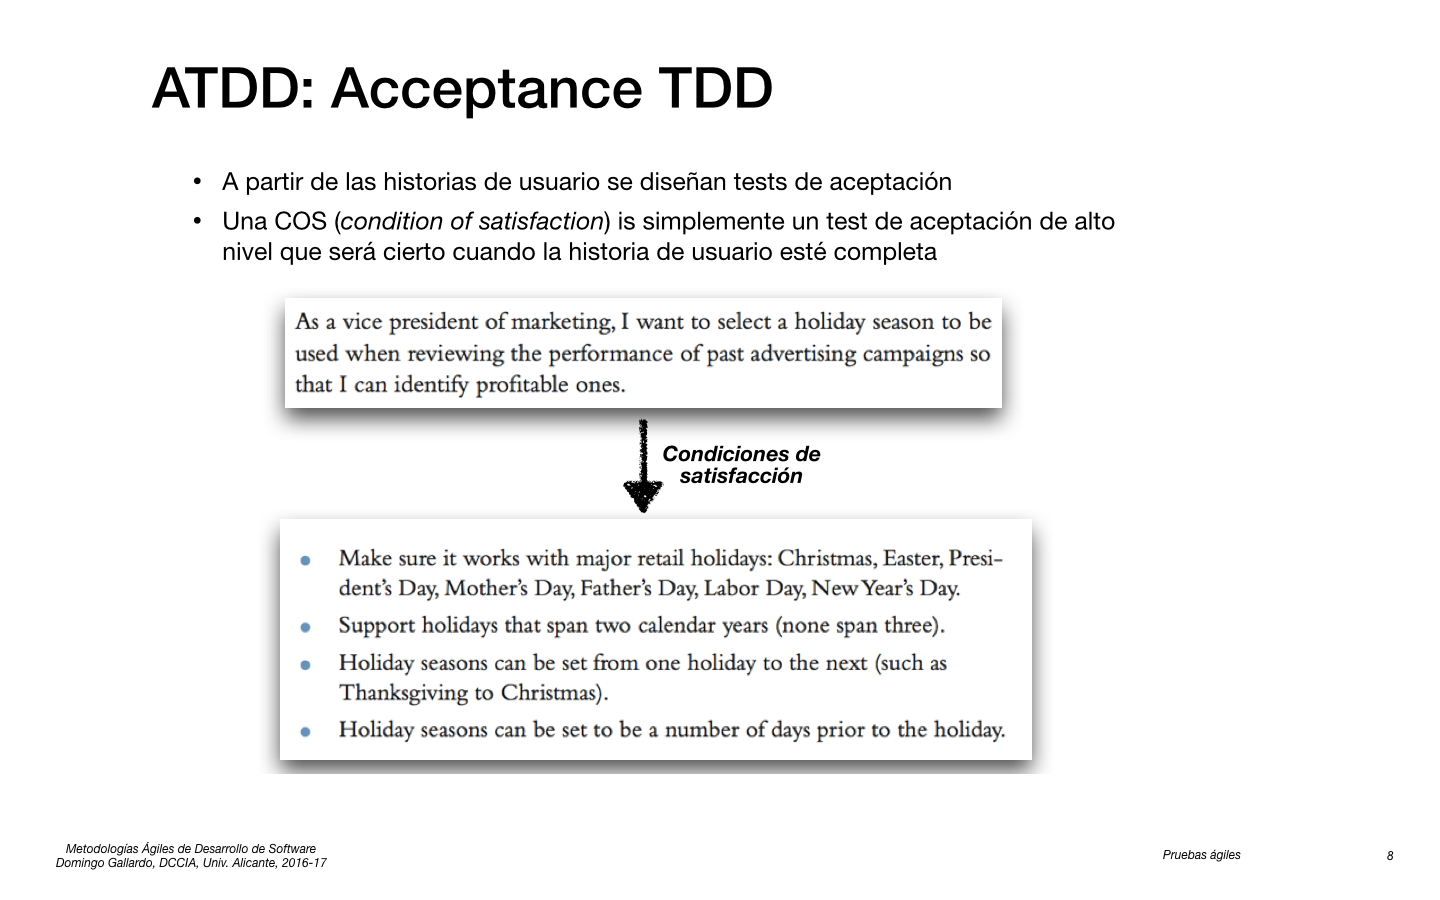 ATDD: Acceptance TDD
• A partir de las historias de usuario se diseñan tests de aceptación
• Una COS (condition of satisfaction) is simplemente un test de aceptación de alto
nivel que será cierto cuando la historia de usuario esté completa
As a vice president of marketing, I want to select a holiday season to be
used when reviewing the performance of past advertising campaigns so
that I can identify profitable ones.
Condiciones de
satisfacción
• Make sure it works with major retail holidays: Christmas, Easter, Presi-
dent's Day, Mother's Day, Father's Day, Labor Day, New Year's Day.
• Support holidays that span two calendar years (none span three).
• Holiday seasons can be set from one holiday to the next (such as
Thanksgiving to Christmas).
• Holiday seasons can be set to be a number of days prior to the holiday.
Metodologías Ágiles de Desarrollo de Software
Domingo Gallardo, DCCIA, Univ. Alicante, 2016-17
Pruebas ágiles
8